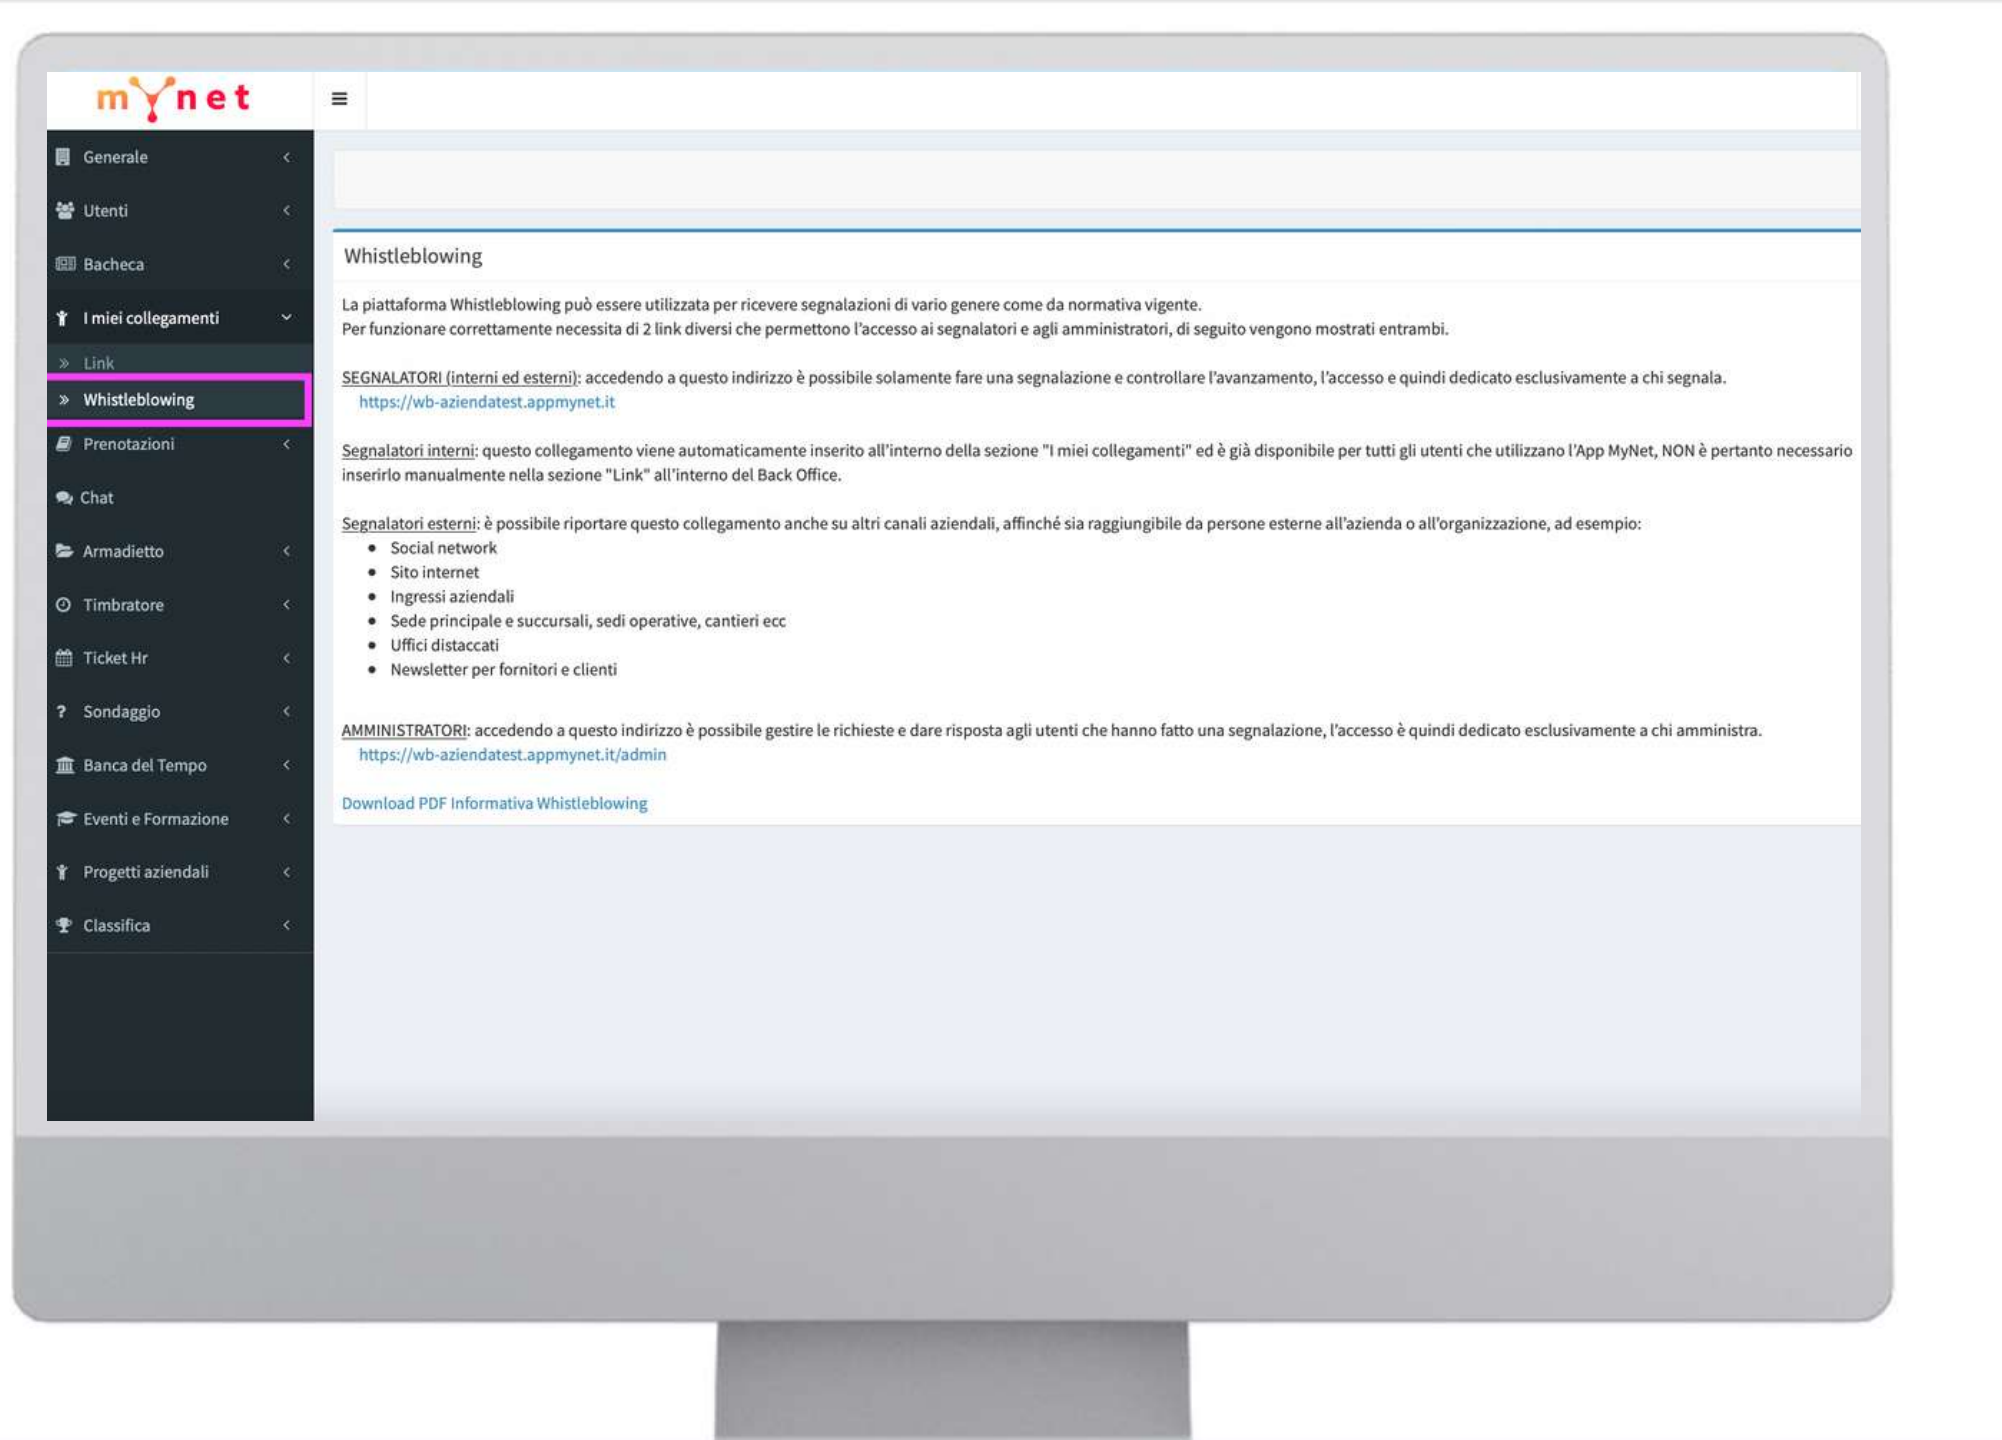 mYnet
Generale
Utenti
Bacheca
I miei collegamenti
Link
Whistleblowing
Prenotazioni
Chat
Armadietto
Timbratore
Ticket Hr
? Sondaggio
Banca del Tempo
Eventi e Formazione
Progetti aziendali
Classifica
Whistleblowing
La piattaforma Whistleblowing può essere utilizzata per ricevere segnalazioni di vario genere come da normativa vigente.
Per funzionare correttamente necessita di 2 link diversi che permettono l'accesso ai segnalatori e agli amministratori, di seguito vengono mostrati entrambi.
SEGNALATORI (interni ed esterni): accedendo a questo indirizzo è possibile solamente fare una segnalazione e controllare l'avanzamento, l'accesso e quindi dedicato esclusivamente a chi segnala.
https://wb-aziendatest.appmynet.it
Segnalatori interni: questo collegamento viene automaticamente inserito all'interno della sezione "I miei collegamenti" ed è già disponibile per tutti gli utenti che utilizzano l'App MyNet, NON è pertanto necessario
inserirlo manualmente nella sezione "Link" all'interno del Back Office.
Segnalatori esterni: è possibile riportare questo collegamento anche su altri canali aziendali, affinché sia raggiungibile da persone esterne all'azienda o all'organizzazione, ad esempio:
• Social network
• Sito internet
• Ingressi aziendali
• Sede principale e succursali, sedi operative, cantieri ecc
• Uffici distaccati
• Newsletter per fornitori e clienti
AMMINISTRATORI: accedendo a questo indirizzo è possibile gestire le richieste e dare risposta agli utenti che hanno fatto una segnalazione, l'accesso è quindi dedicato esclusivamente a chi amministra.
https://wb-aziendatest.appmynet.it/admin
Download PDF Informativa Whistleblowing